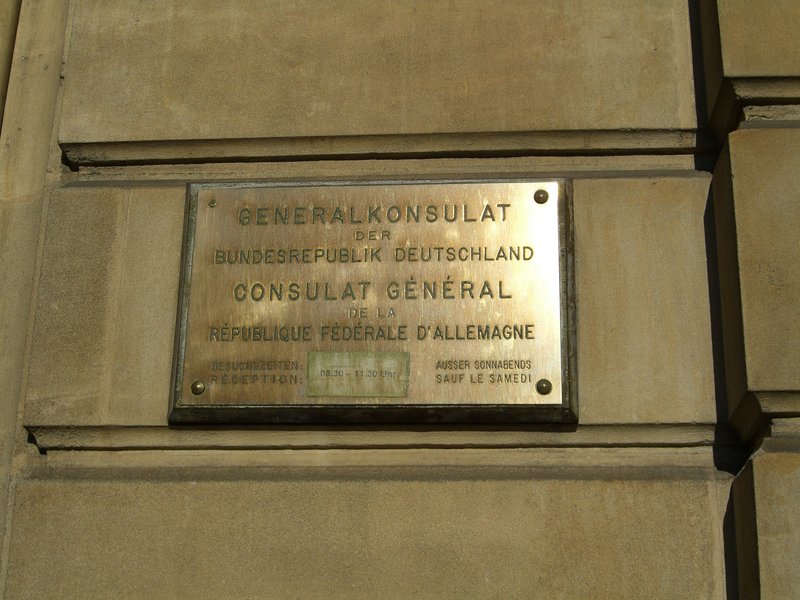 GENERALKONSULAT
DER
BUNDESREPUBLIK DEUTSCHLAND
CONSULAT GÉNÉRAL
DE LA
RÉPUBLIQUE FÉDÉRALE D'ALLEMAGNE
BESUCHSZEITEN: 08.30 - 11.30 Uhr AUSSER SONNABENDS
RÉCEPTION: SAUF LE SAMEDI